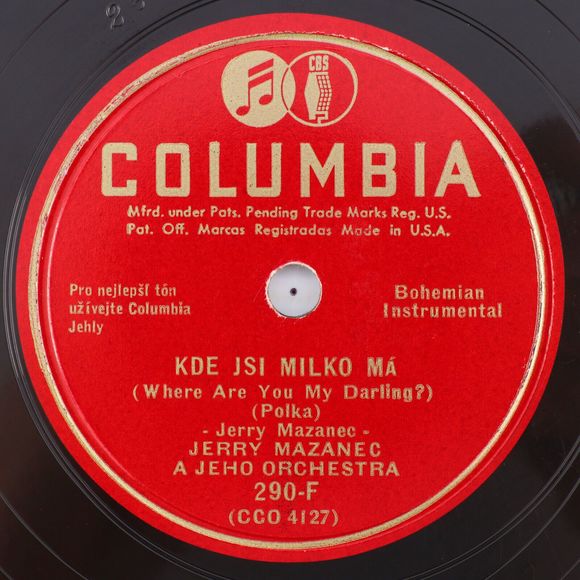 CBS
COLUMBIA
Mfrd. under Pats. Pending Trade Marks Reg. U.S.
Pat. Off. Marcas Registradas Made in U.S.A.
Pro nejlepší tón
užívejte Columbia
Jehly
Bohemian
Instrumental
KDE JSI MILKO MÁ
(Where Are You My Darling?)
(Polka)
- Jerry Mazanec -
JERRY MAZANEC
A JEHO ORCHESTRA
290-F
(CCO 4127)